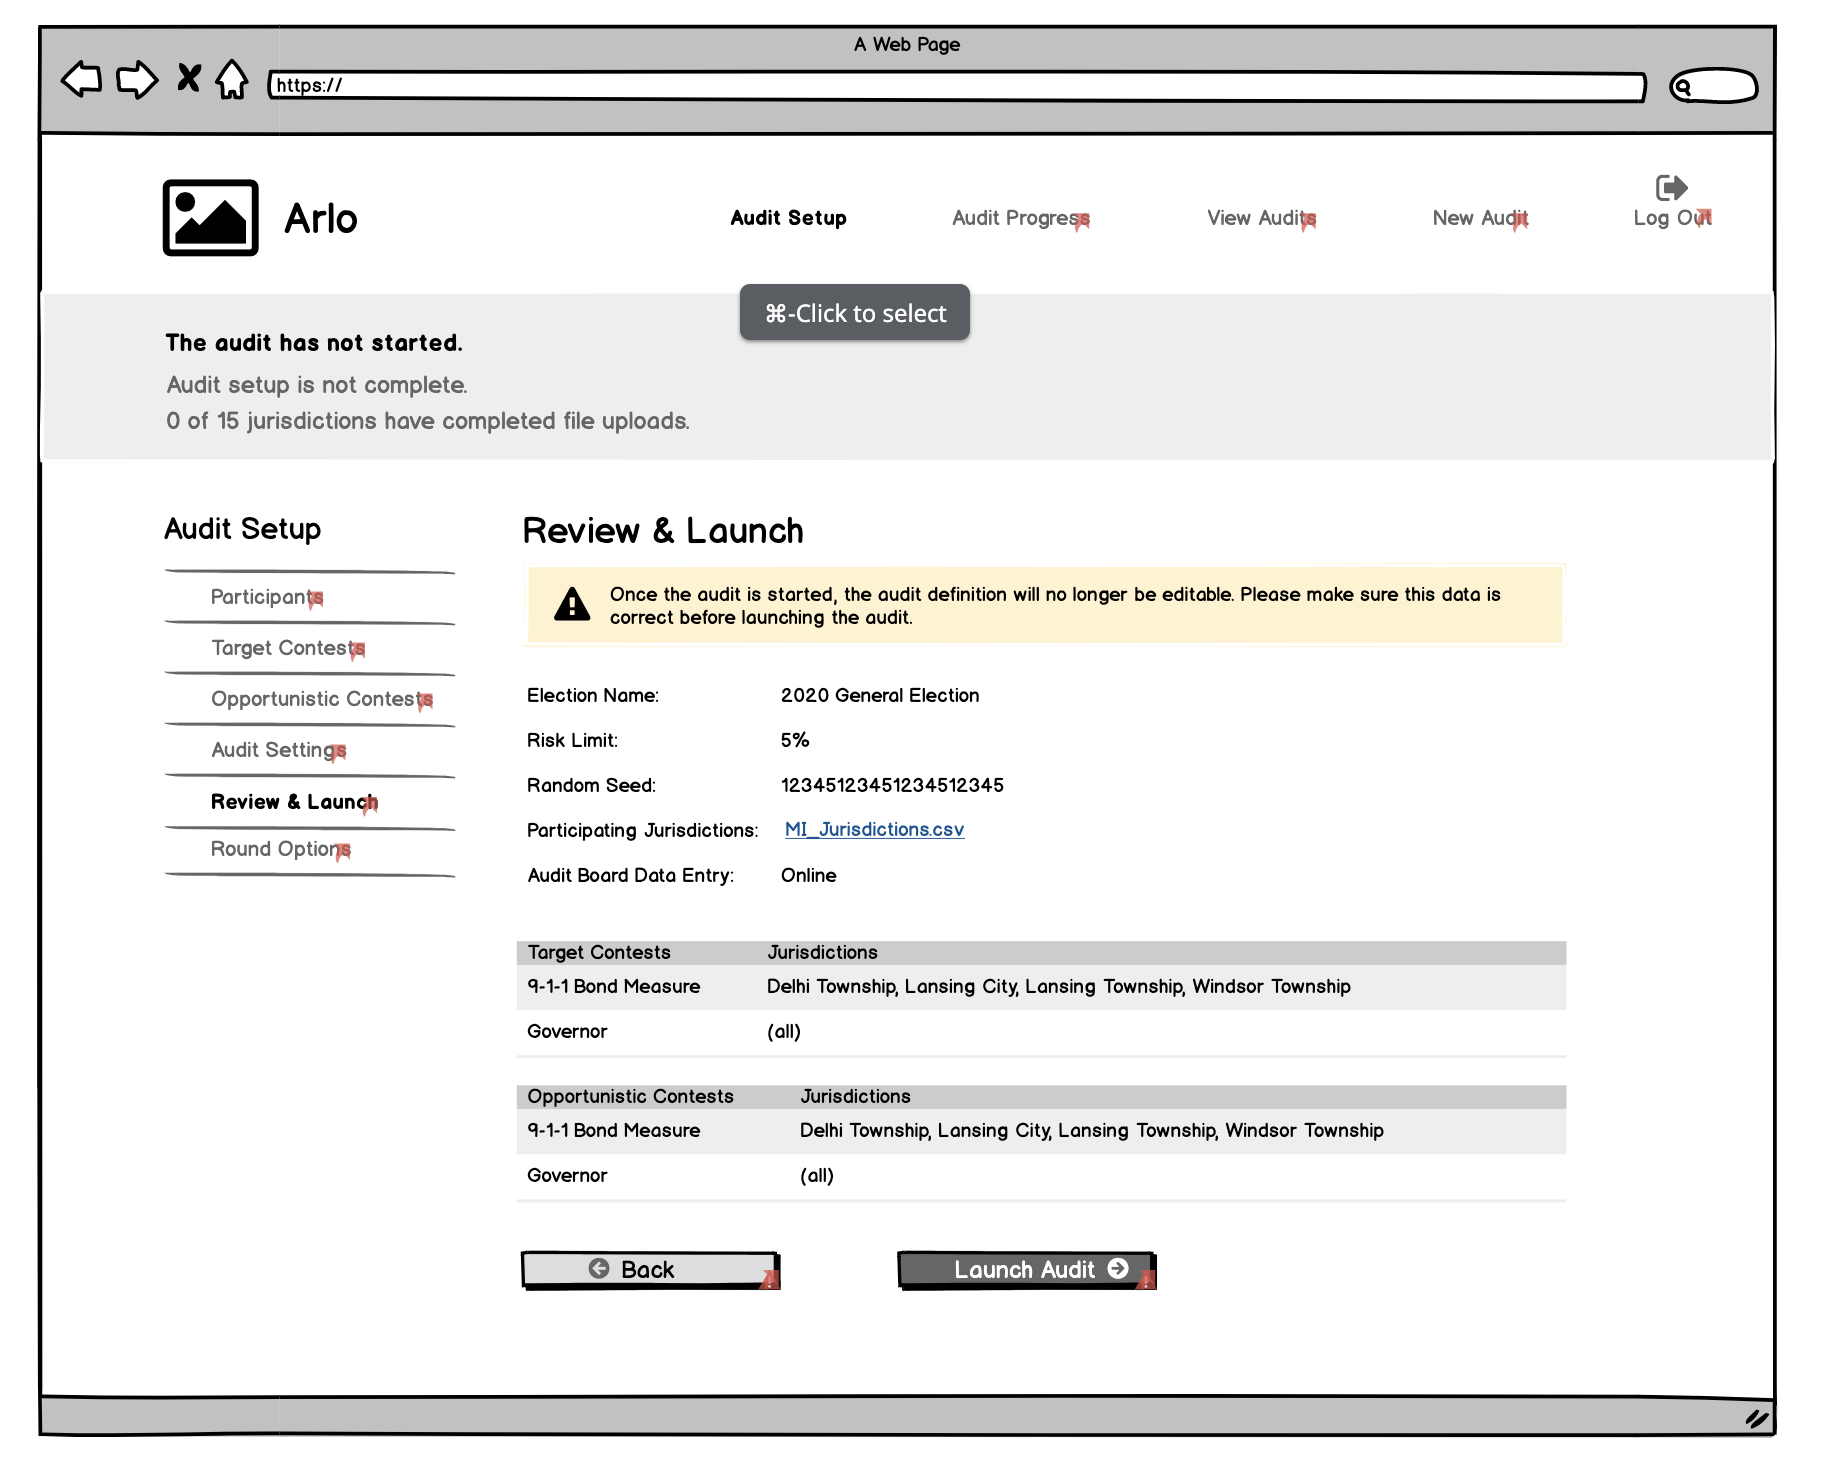 A Web Page
https://
Arlo
Audit Setup
Audit Progress
View Audits
New Audit
Log Out
⌘-Click to select
The audit has not started.
Audit setup is not complete.
0 of 15 jurisdictions have completed file uploads.
Audit Setup
Participants
Target Contests
Opportunistic Contests
Audit Settings
Review & Launch
Round Options
Review & Launch
Once the audit is started, the audit definition will no longer be editable. Please make sure this data is
correct before launching the audit.
Election Name: 2020 General Election
Risk Limit: 5%
Random Seed: 12345123451234512345
Participating Jurisdictions: MI_Jurisdictions.csv
Audit Board Data Entry: Online
Target Contests Jurisdictions
9-1-1 Bond Measure Delhi Township, Lansing City, Lansing Township, Windsor Township
Governor (all)
Opportunistic Contests Jurisdictions
9-1-1 Bond Measure Delhi Township, Lansing City, Lansing Township, Windsor Township
Governor (all)
Back
Launch Audit